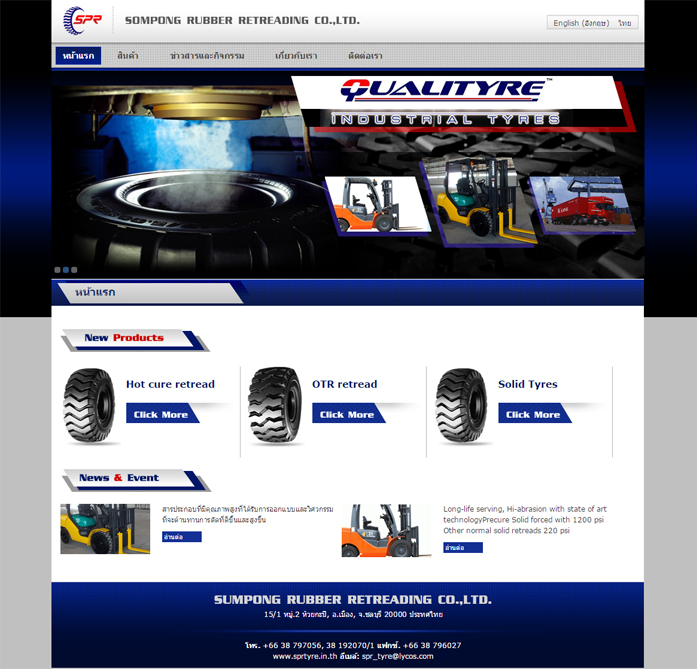 SPR
SOMPONG RUBBER RETREADING CO.,LTD.
English (อังกฤษ) ไทย
หน้าแรก สินค้า ข่าวสารและกิจกรรม เกี่ยวกับเรา ติดต่อเรา
QUALITYRE™
INDUSTRIAL TYRES
หน้าแรก
New Products
Hot cure retread
Click More
OTR retread
Click More
Solid Tyres
Click More
News & Event
สารประกอบที่มีคุณภาพสูงที่ได้รับการออกแบบและวิศวกรรม
ที่จะต้านทานการตัดที่ดีขึ้นและสูงขึ้น
อ่านต่อ
Long-life serving, Hi-abrasion with state of art
technologyPrecure Solid forced with 1200 psi
Other normal solid retreads 220 psi
อ่านต่อ
SUMPONG RUBBER RETREADING CO.,LTD.
15/1 หมู่.2 ห้วยกะปิ, อ.เมือง, จ.ชลบุรี 20000 ประเทศไทย
โทร. +66 38 797056, 38 192070/1 แฟกซ์. +66 38 796027
www.sprtyre.in.th อีเมล์: spr_tyre@lycos.com